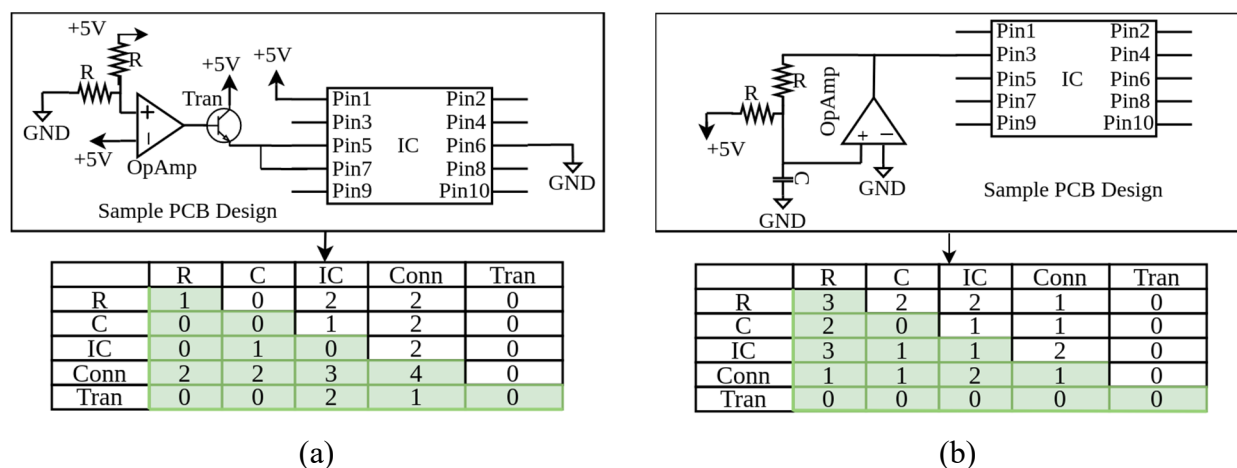 +5V
R
R
GND
+5V
OpAmp
Tran
+5V
+5V
Pin1 Pin2
Pin3 Pin4
Pin5 IC Pin6
Pin7 Pin8
Pin9 Pin10
GND
Sample PCB Design
R C IC Conn Tran
R 1 0 2 2 0
C 0 0 1 2 0
IC 0 1 0 2 0
Conn 2 2 3 4 0
Tran 0 0 2 1 0
(a)
R
R
+5V
C
GND
OpAmp
GND
Pin1 Pin2
Pin3 Pin4
Pin5 IC Pin6
Pin7 Pin8
Pin9 Pin10
Sample PCB Design
R C IC Conn Tran
R 3 2 2 1 0
C 2 0 1 1 0
IC 3 1 1 2 0
Conn 1 1 2 1 0
Tran 0 0 0 0 0
(b)